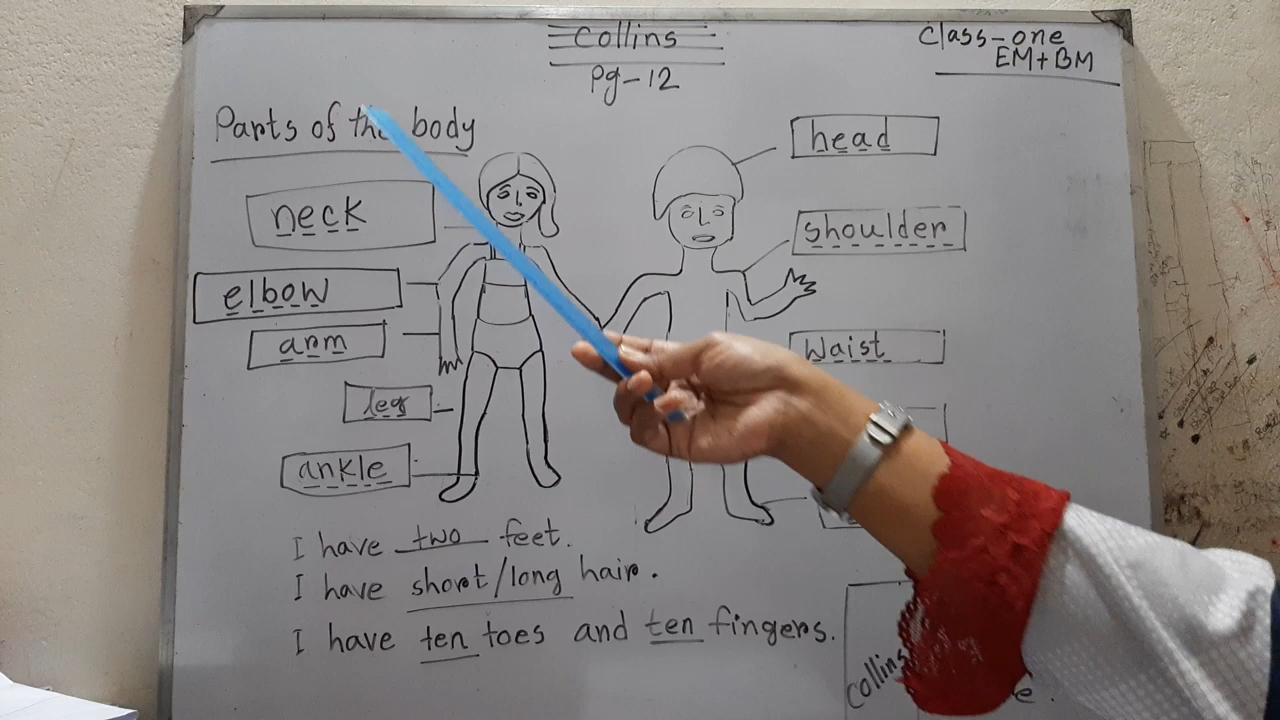 Collins
Pg-12
Class-one
EM+BM
Parts of the body
neck
elbow
arm
leg
ankle
head
shoulder
waist
I have two feet.
I have short/long hair.
I have ten toes and ten fingers.
Collins
e.